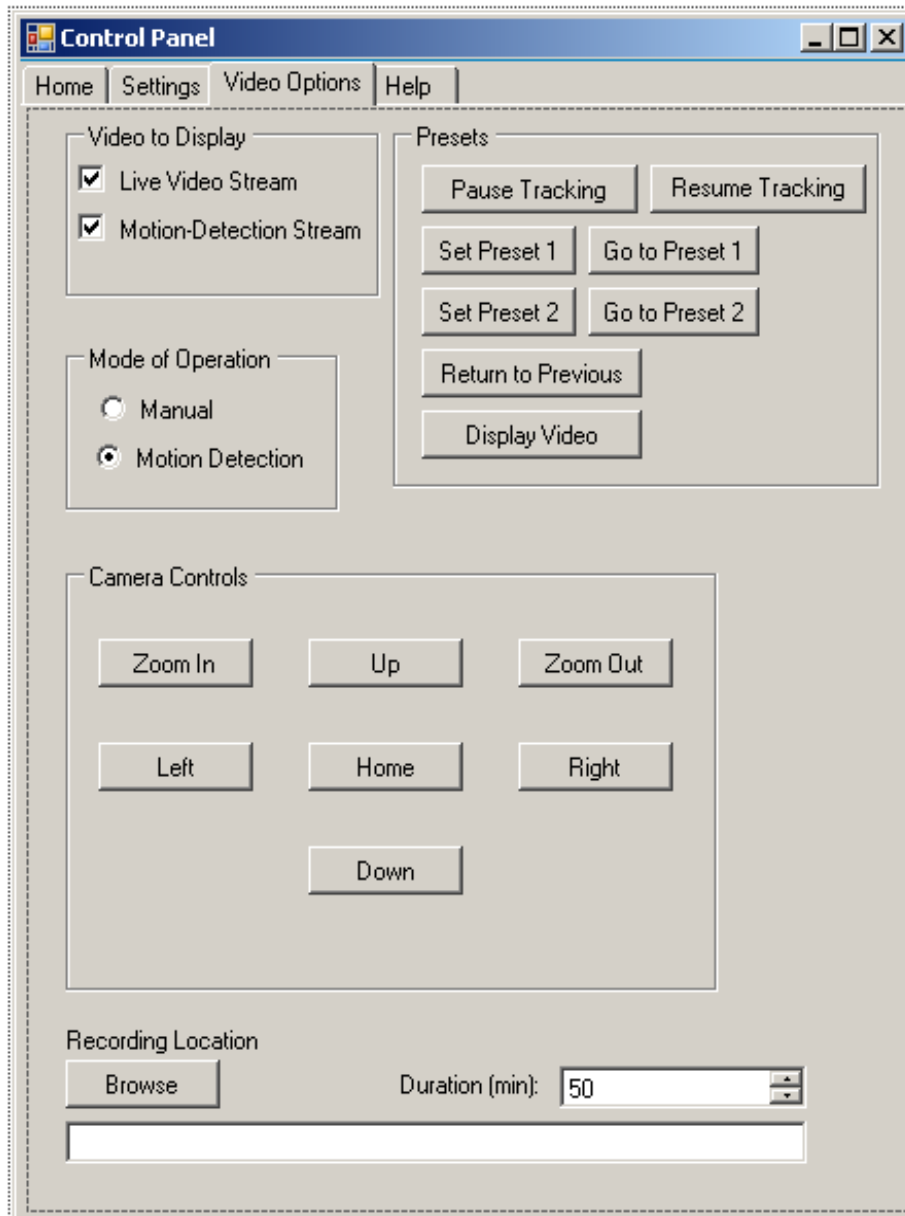 Control Panel
Home Settings Video Options Help
Video to Display
Live Video Stream
Motion-Detection Stream
Presets
Pause Tracking Resume Tracking
Set Preset 1 Go to Preset 1
Set Preset 2 Go to Preset 2
Return to Previous
Display Video
Mode of Operation
Manual
Motion Detection
Camera Controls
Zoom In Up Zoom Out
Left Home Right
Down
Recording Location
Browse Duration (min): 50